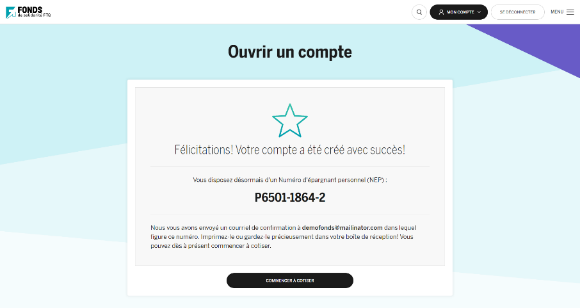 FONDS
de solidarité FTQ
MON COMPTE
SE DÉCONNECTER
MENU
Ouvrir un compte
Félicitations! Votre compte a été créé avec succès!
Vous disposez désormais d'un Numéro d'épargnant personnel (NEP) :
P6501-1864-2
Nous vous avons envoyé un courriel de confirmation à demofonds@mailinator.com dans lequel
figure ce numéro. Imprimez-le ou gardez-le précieusement dans votre boîte de réception! Vous
pouvez dès à présent commencer à cotiser.
COMMENCER À COTISER